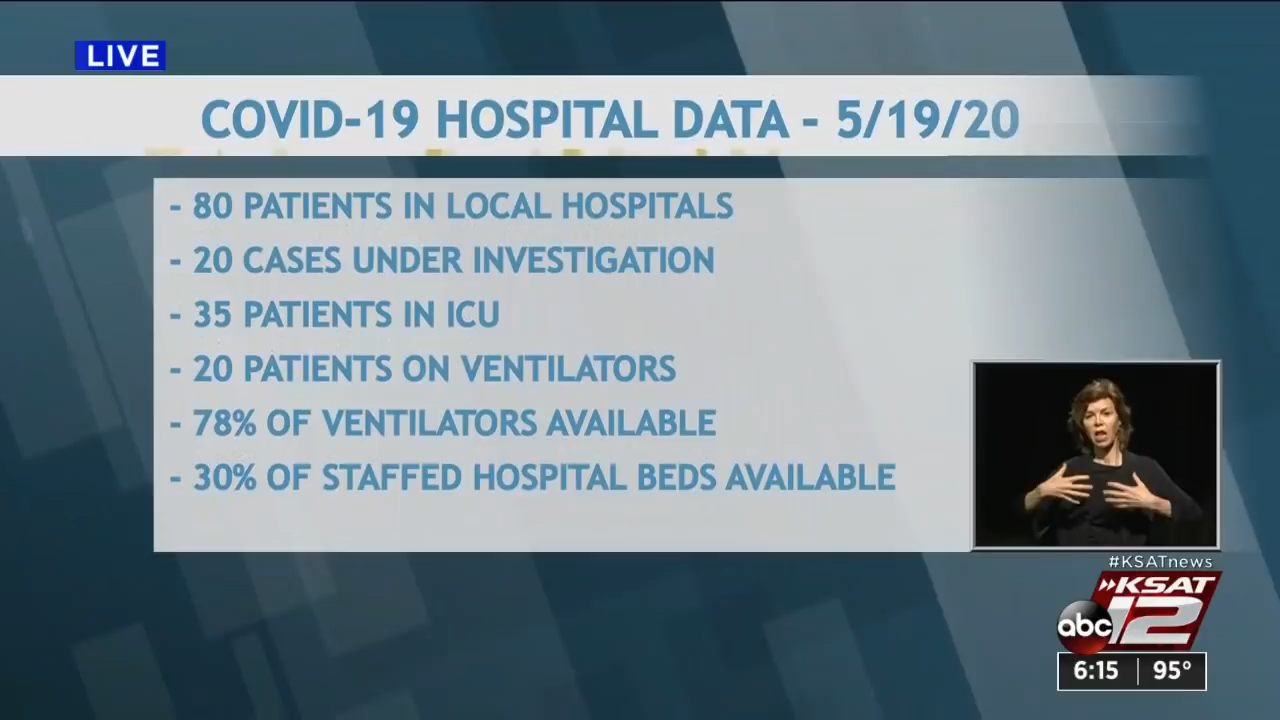 LIVE
COVID-19 HOSPITAL DATA - 5/19/20
- 80 PATIENTS IN LOCAL HOSPITALS
- 20 CASES UNDER INVESTIGATION
- 35 PATIENTS IN ICU
- 20 PATIENTS ON VENTILATORS
- 78% OF VENTILATORS AVAILABLE
- 30% OF STAFFED HOSPITAL BEDS AVAILABLE
#KSATnews
KSAT
abc 12
6:15 95°